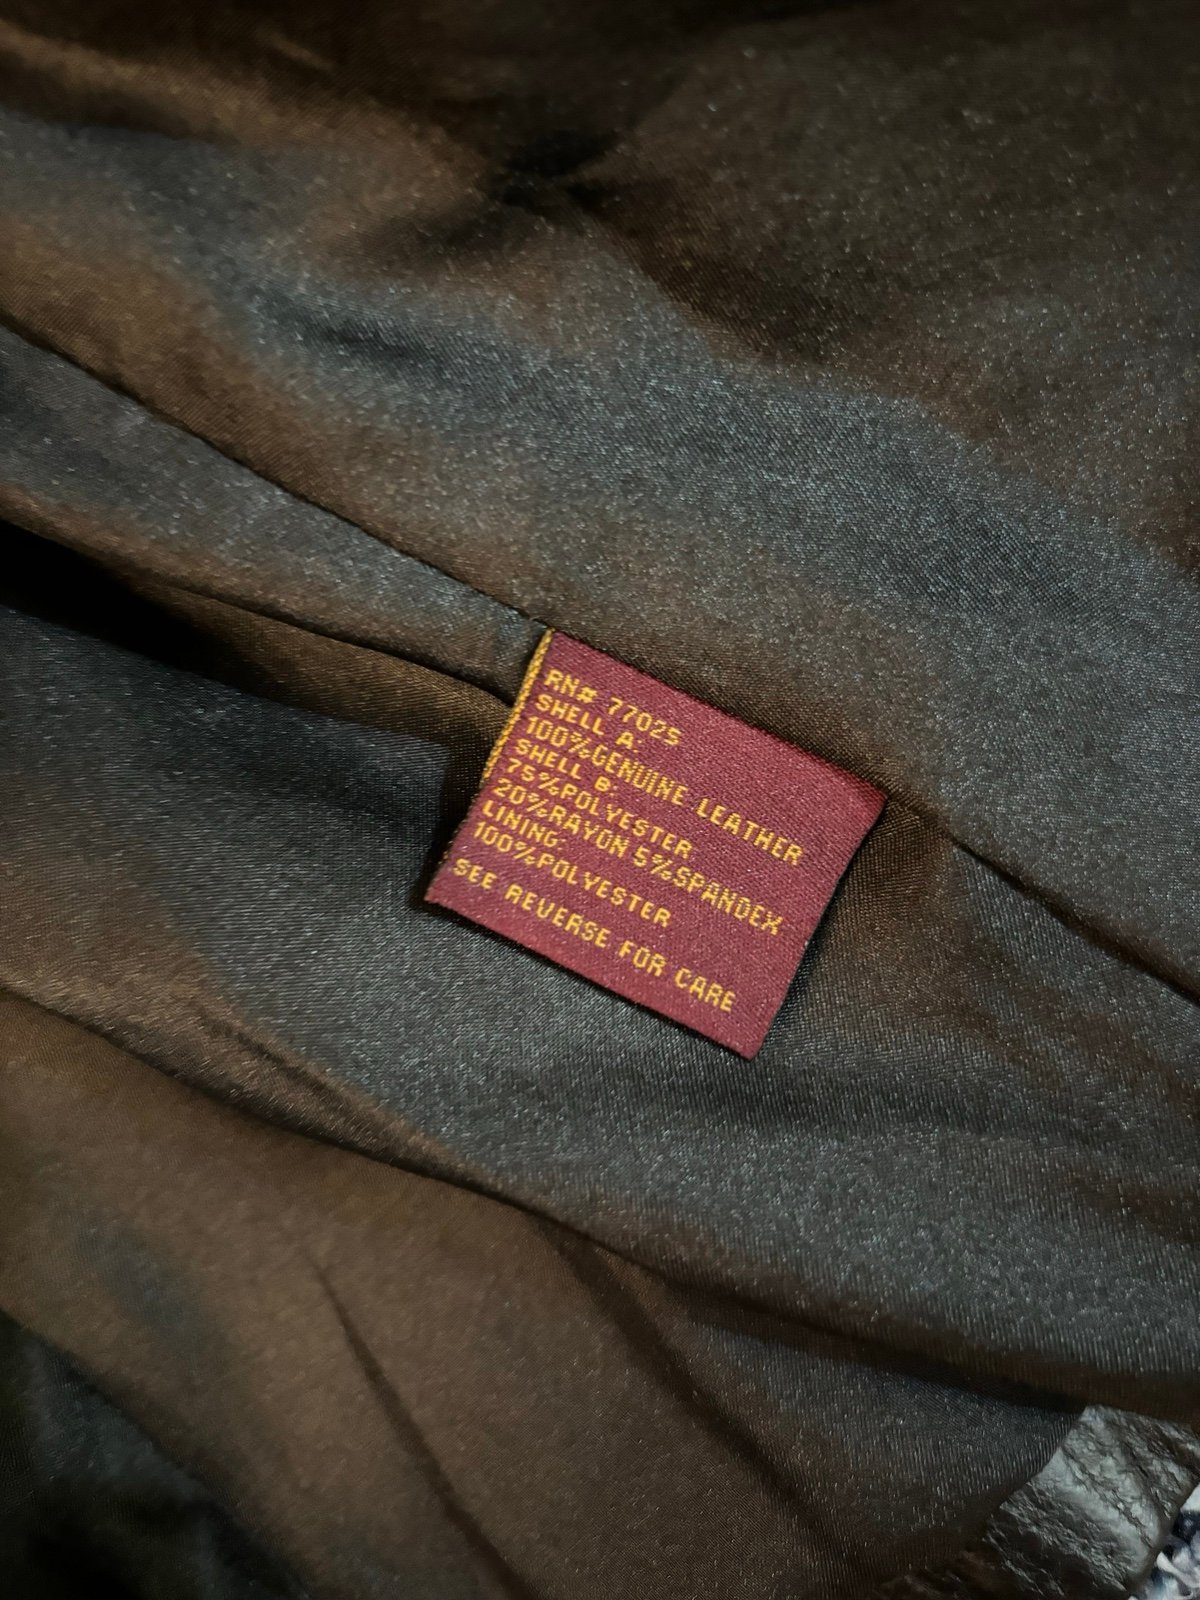 RN# 77025
SHELL A:
100%GENUINE LEATHER
SHELL B:
75%POLYESTER
20%RAYON 5%SPANDEX
LINING:
100%POLYESTER
SEE REVERSE FOR CARE